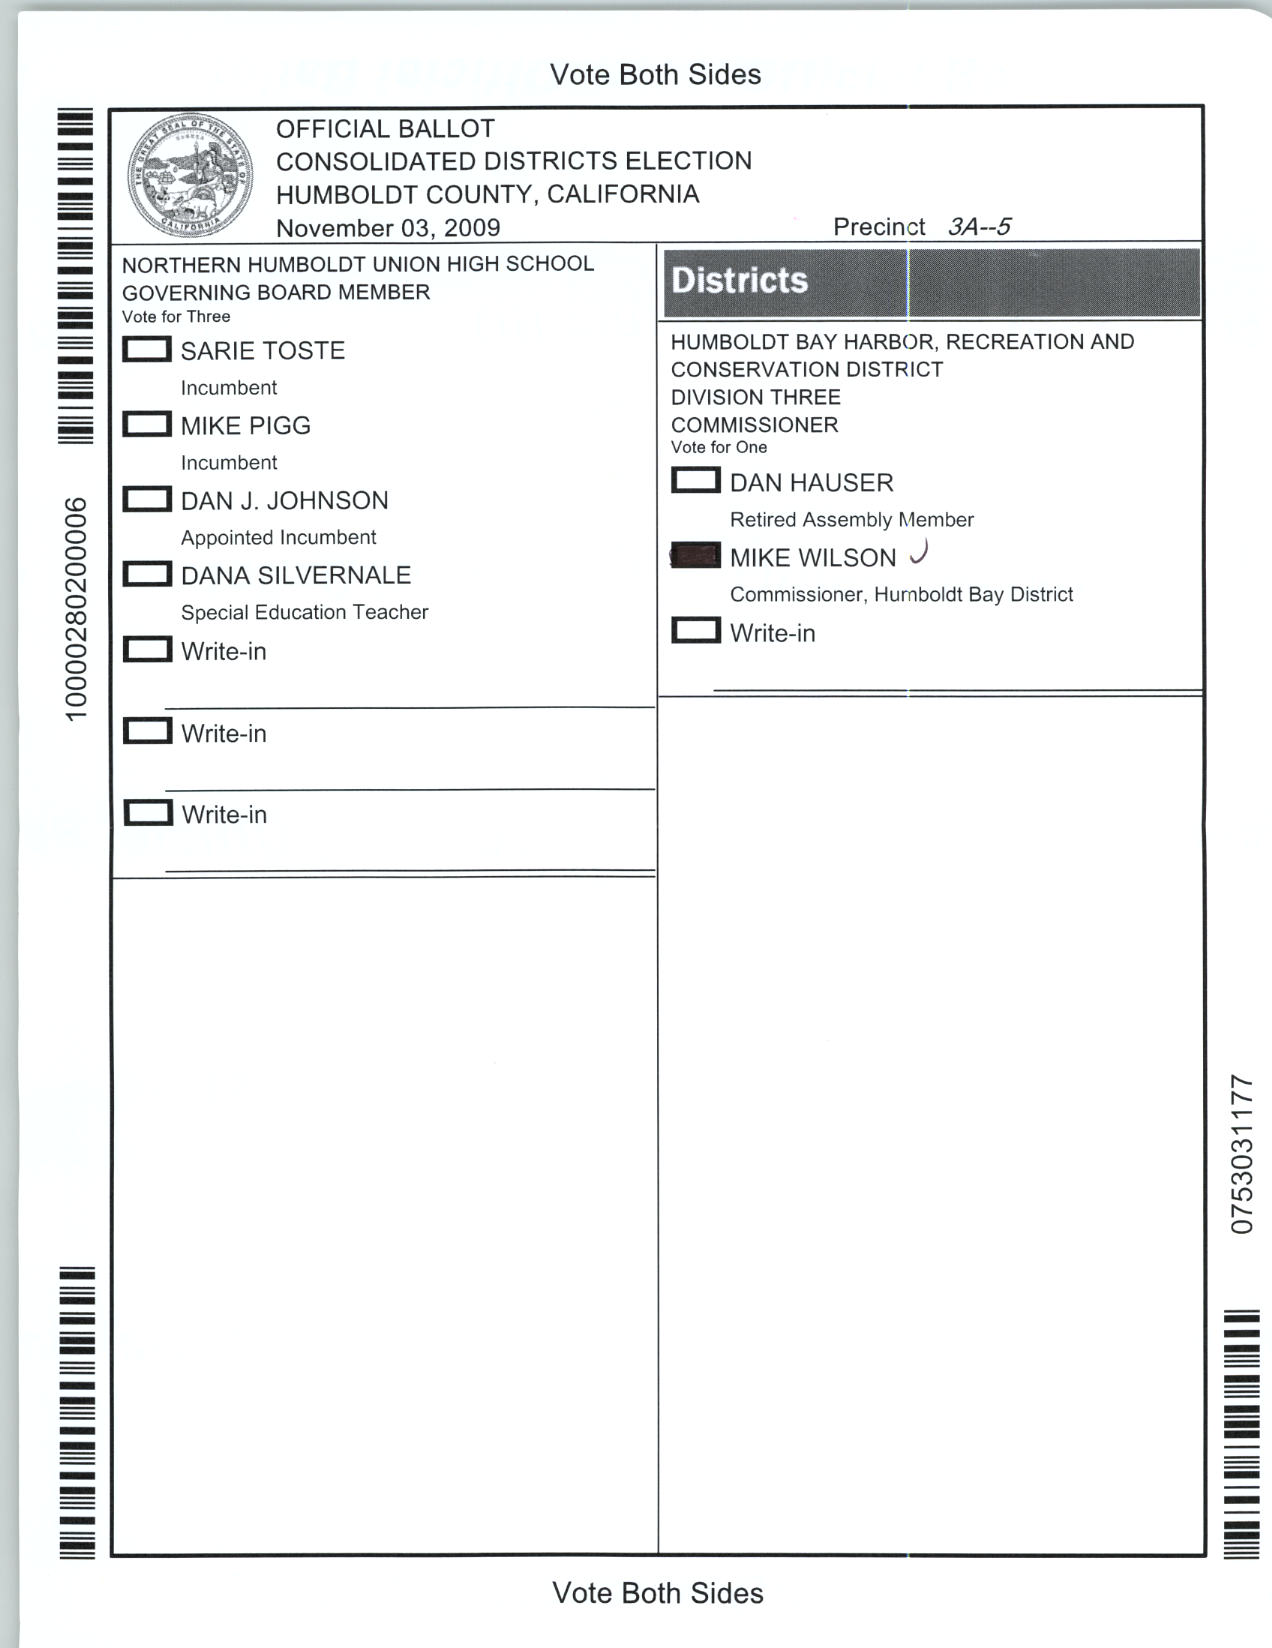 Vote Both Sides
OFFICIAL BALLOT
CONSOLIDATED DISTRICTS ELECTION
HUMBOLDT COUNTY, CALIFORNIA
November 03, 2009
Precinct 3A--5
THE GREAT SEAL OF THE STATE OF CALIFORNIA
NORTHERN HUMBOLDT UNION HIGH SCHOOL
GOVERNING BOARD MEMBER
Vote for Three
SARIE TOSTE
Incumbent
MIKE PIGG
Incumbent
DAN J. JOHNSON
Appointed Incumbent
DANA SILVERNALE
Special Education Teacher
Write-in
Write-in
Write-in
Districts
HUMBOLDT BAY HARBOR, RECREATION AND
CONSERVATION DISTRICT
DIVISION THREE
COMMISSIONER
Vote for One
DAN HAUSER
Retired Assembly Member
MIKE WILSON
Commissioner, Humboldt Bay District
Write-in
10000280200006
0753031177
Vote Both Sides